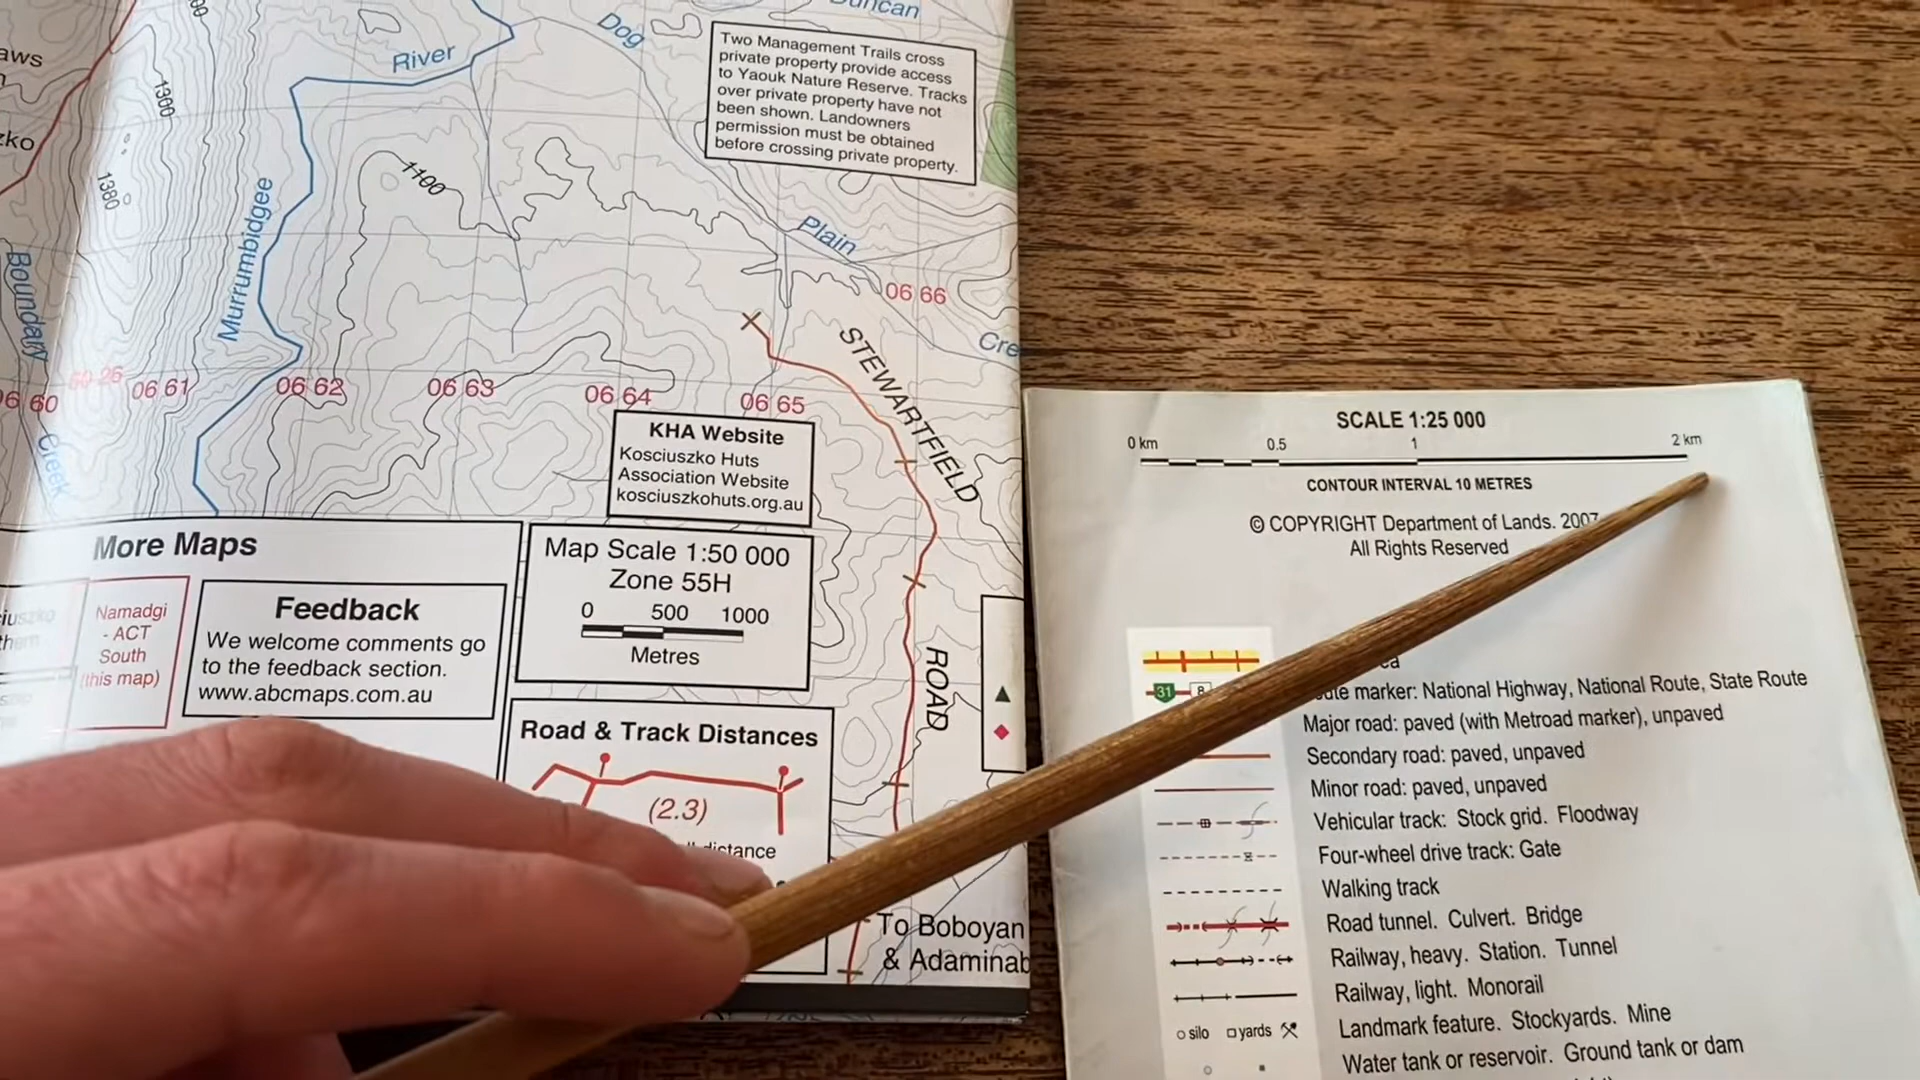 Duncan
Dog
River
1300
1380
1100
Murrumbidgee
Boundary
Creek
Plain
Two Management Trails cross
private property provide access
to Yaouk Nature Reserve. Tracks
over private property have not
been shown. Landowners
permission must be obtained
before crossing private property.
06 66
STEWARTFIELD
ROAD
06 60
06 61
06 62
06 63
06 64
06 65
KHA Website
Kosciuszko Huts
Association Website
kosciuszkohuts.org.au
More Maps
Namadgi
- ACT
South
(this map)
Feedback
We welcome comments go
to the feedback section.
www.abcmaps.com.au
Map Scale 1:50 000
Zone 55H
0 500 1000
Metres
Road & Track Distances
(2.3)
distance
To Boboyan
& Adaminab
SCALE 1:25 000
0 km 0.5 1 2 km
CONTOUR INTERVAL 10 METRES
© COPYRIGHT Department of Lands. 2007
All Rights Reserved
31 8 marker: National Highway, National Route, State Route
Major road: paved (with Metroad marker), unpaved
Secondary road: paved, unpaved
Minor road: paved, unpaved
Vehicular track: Stock grid. Floodway
Four-wheel drive track: Gate
Walking track
Road tunnel. Culvert. Bridge
Railway, heavy. Station. Tunnel
Railway, light. Monorail
silo yards Landmark feature. Stockyards. Mine
Water tank or reservoir. Ground tank or dam